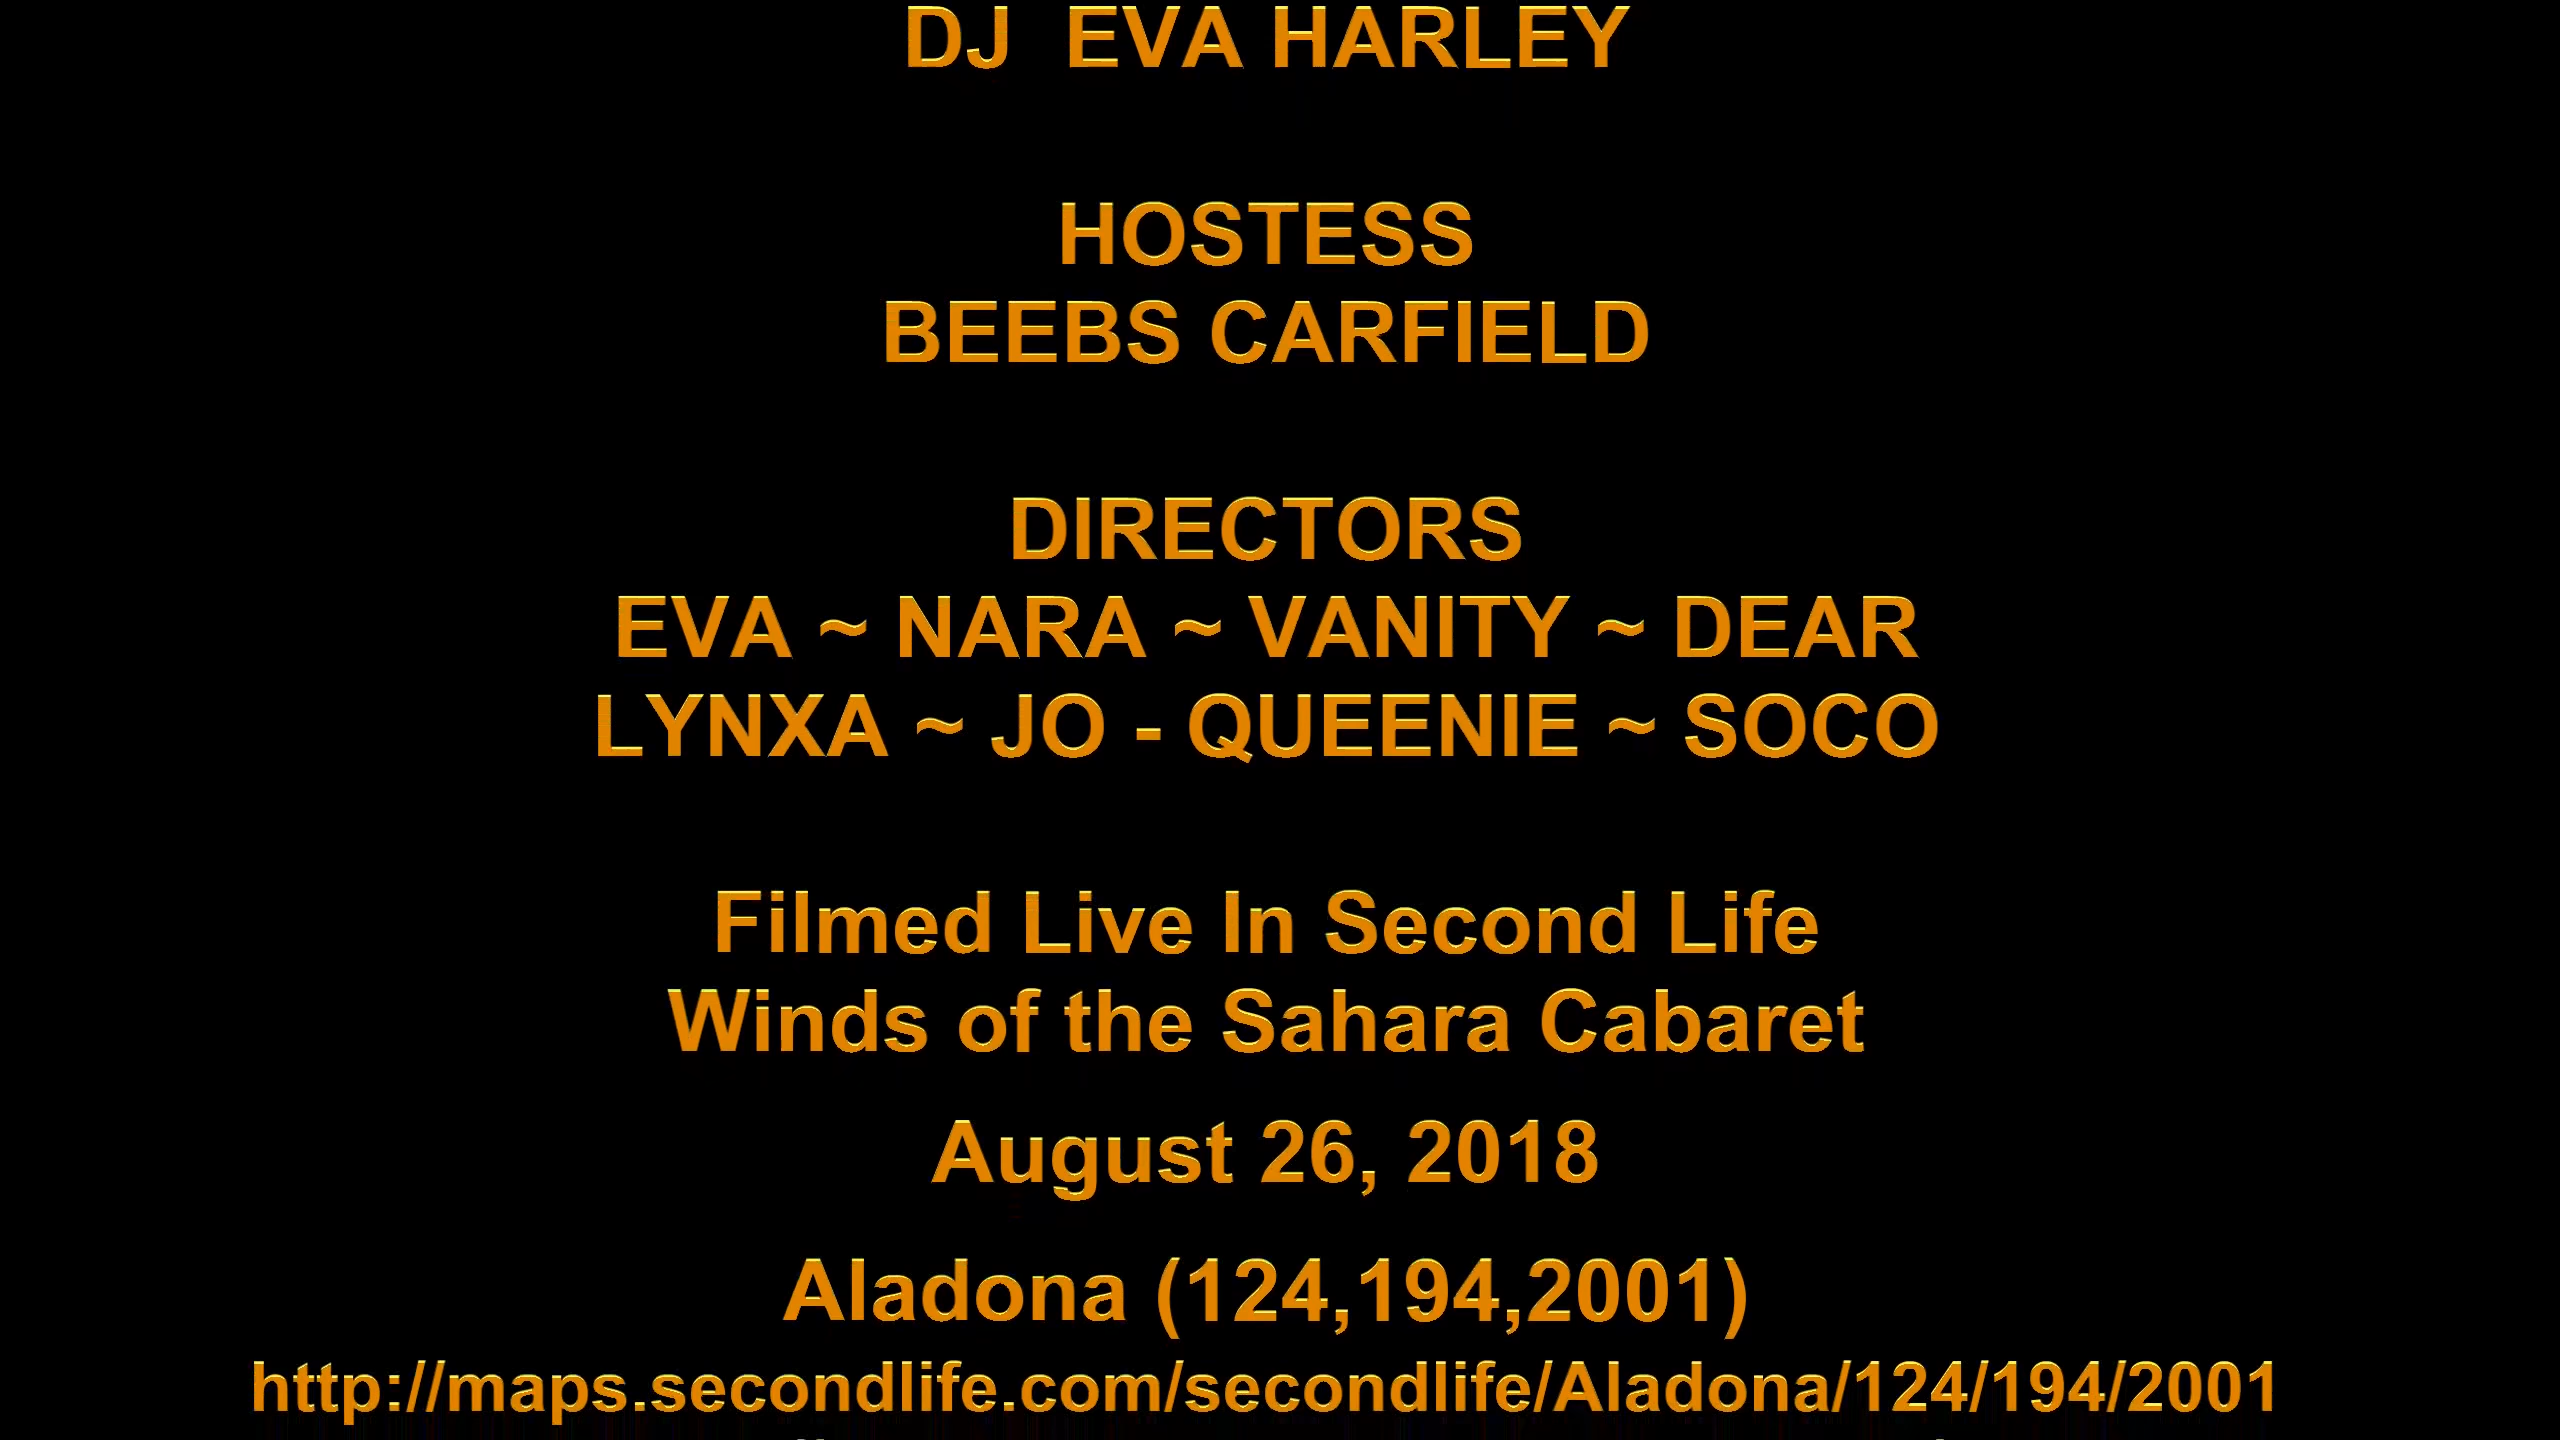 DJ  EVA HARLEY
HOSTESS
BEEBS CARFIELD
DIRECTORS
EVA ~ NARA ~ VANITY ~ DEAR
LYNXA ~ JO - QUEENIE ~ SOCO
Filmed Live In Second Life
Winds of the Sahara Cabaret
August 26, 2018
Aladona (124,194,2001)
http://maps.secondlife.com/secondlife/Aladona/124/194/2001